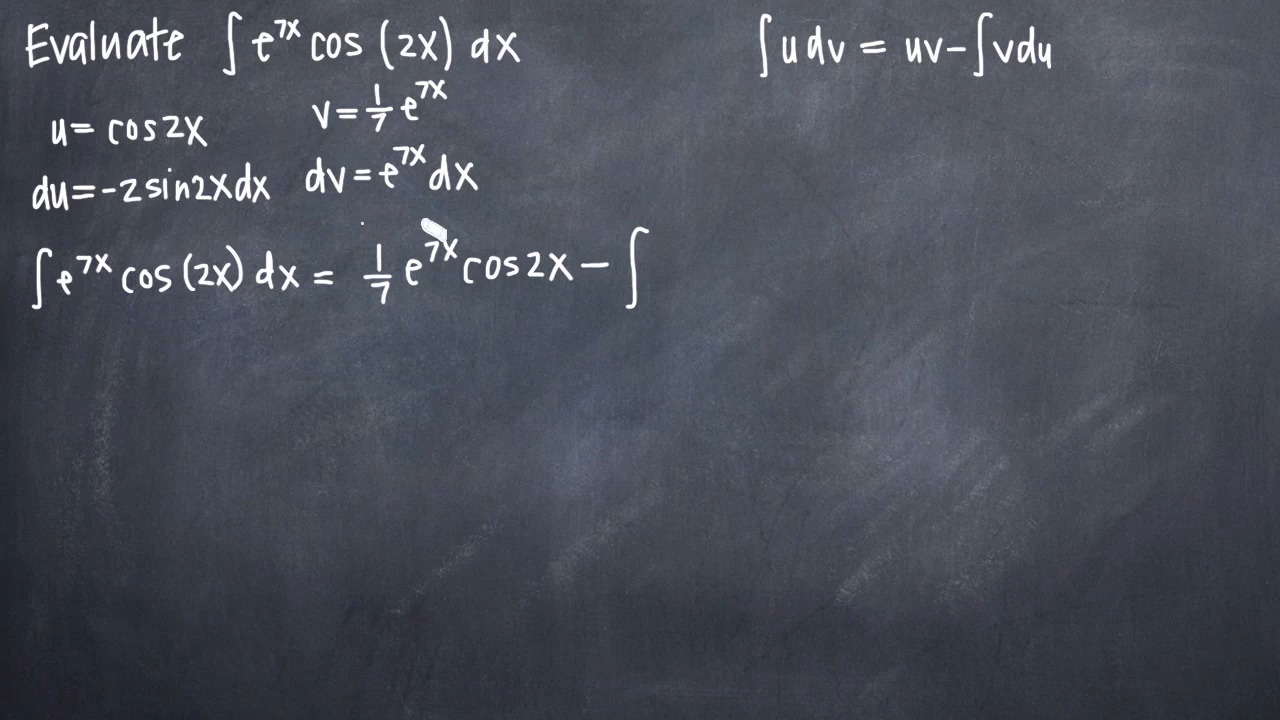 Evaluate ∫ e^{7x} cos (2x) dx
∫ u dv = uv - ∫ v du
u = cos 2x
v = 1/7 e^{7x}
du = -2 sin 2x dx
dv = e^{7x} dx
∫ e^{7x} cos (2x) dx = 1/7 e^{7x} cos 2x - ∫